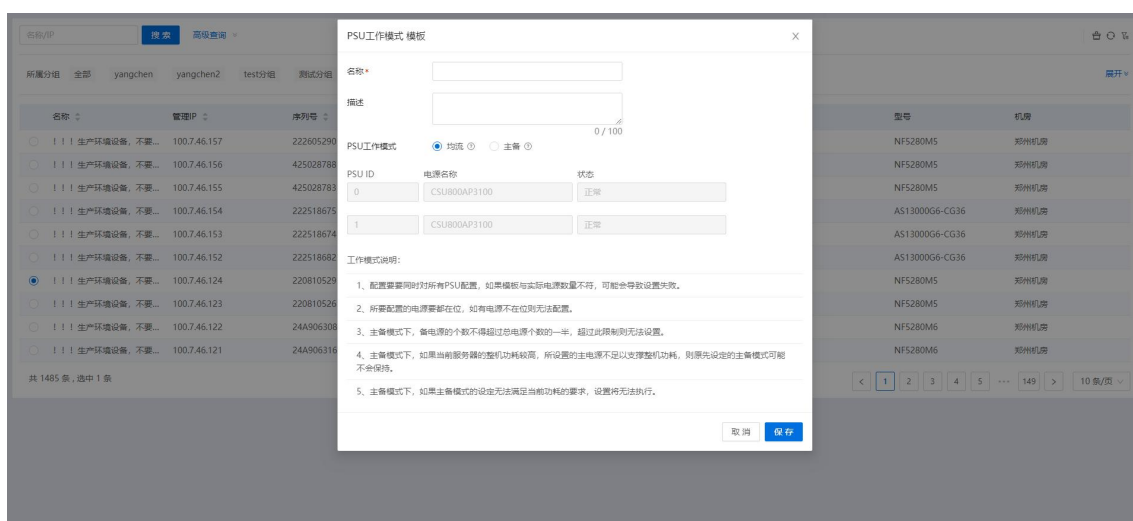 名称/IP 搜索 高级查询
所属分组 全部 yangchen yangchen2 test分组 测试分组 展开
名称 管理IP 序列号 型号 机房
！！！生产环境设备，不要... 100.7.46.157 222605290 NF5280M5 郑州机房
！！！生产环境设备，不要... 100.7.46.156 425028788 NF5280M5 郑州机房
！！！生产环境设备，不要... 100.7.46.155 425028783 NF5280M5 郑州机房
！！！生产环境设备，不要... 100.7.46.154 222518675 AS13000G6-CG36 郑州机房
！！！生产环境设备，不要... 100.7.46.153 222518674 AS13000G6-CG36 郑州机房
！！！生产环境设备，不要... 100.7.46.152 222518682 AS13000G6-CG36 郑州机房
！！！生产环境设备，不要... 100.7.46.124 220810529 NF5280M5 郑州机房
！！！生产环境设备，不要... 100.7.46.123 220810526 NF5280M5 郑州机房
！！！生产环境设备，不要... 100.7.46.122 24A906308 NF5280M6 郑州机房
！！！生产环境设备，不要... 100.7.46.121 24A906316 NF5280M6 郑州机房
共 1485 条 , 选中 1 条 < 1 2 3 4 5 ··· 149 > 10 条/页
PSU工作模式 模板
名称*
描述
0 / 100
PSU工作模式 均流 主备
PSU ID 电源名称 状态
0 CSU800AP3100 正常
1 CSU800AP3100 正常
工作模式说明：
1、配置要要同时对所有PSU配置，如果模板与实际电源数量不符，可能会导致设置失败。
2、所要配置的电源要都在位，如有电源不在位则无法配置。
3、主备模式下，备电源的个数不得超过总电源个数的一半，超过此限制则无法设置。
4、主备模式下，如果当前服务器的整机功耗较高，所设置的主电源不足以支撑整机功耗，则原先设定的主备模式可能
不会保持。
5、主备模式下，如果主备模式的设定无法满足当前功耗的要求，设置将无法执行。
取消 保存